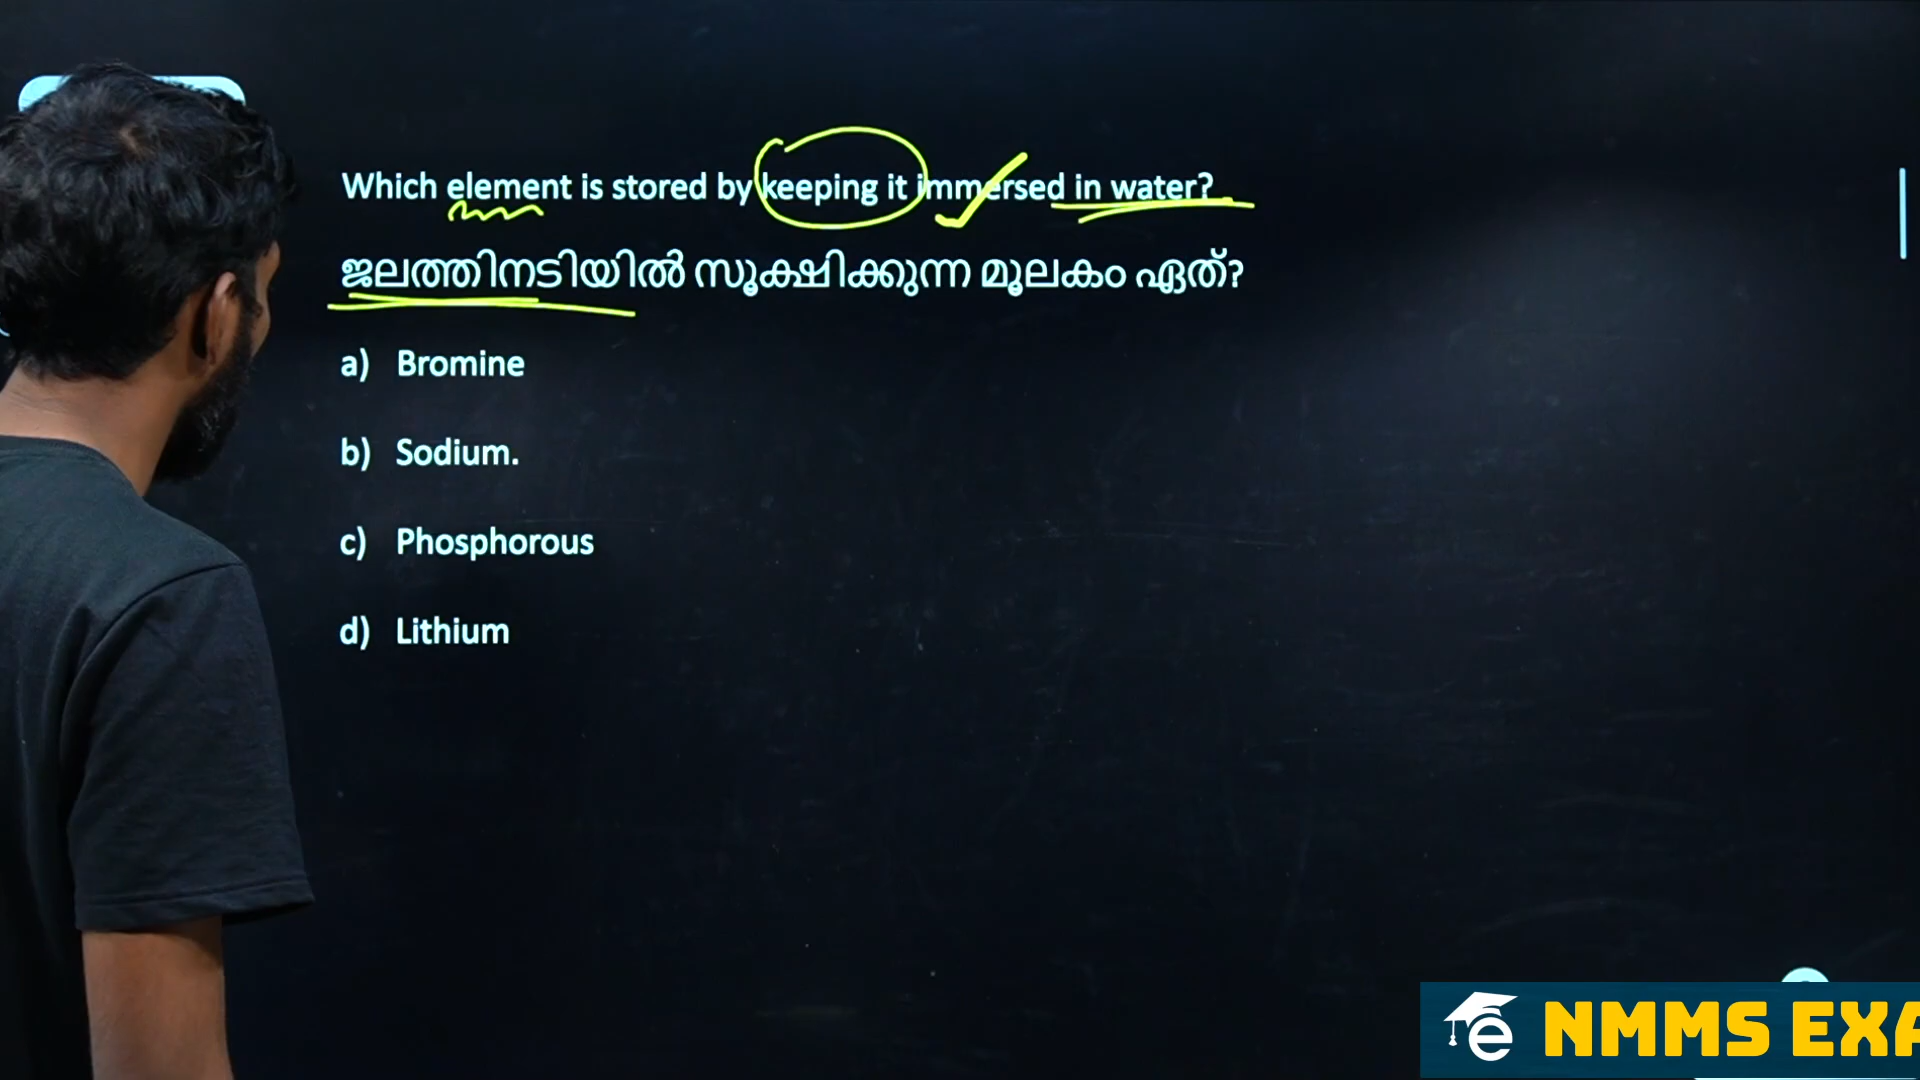 Which element is stored by keeping it immersed in water?
ജലത്തിനടിയിൽ സൂക്ഷിക്കുന്ന മൂലകം ഏത്?
a) Bromine
b) Sodium.
c) Phosphorous
d) Lithium
e NMMS EXA